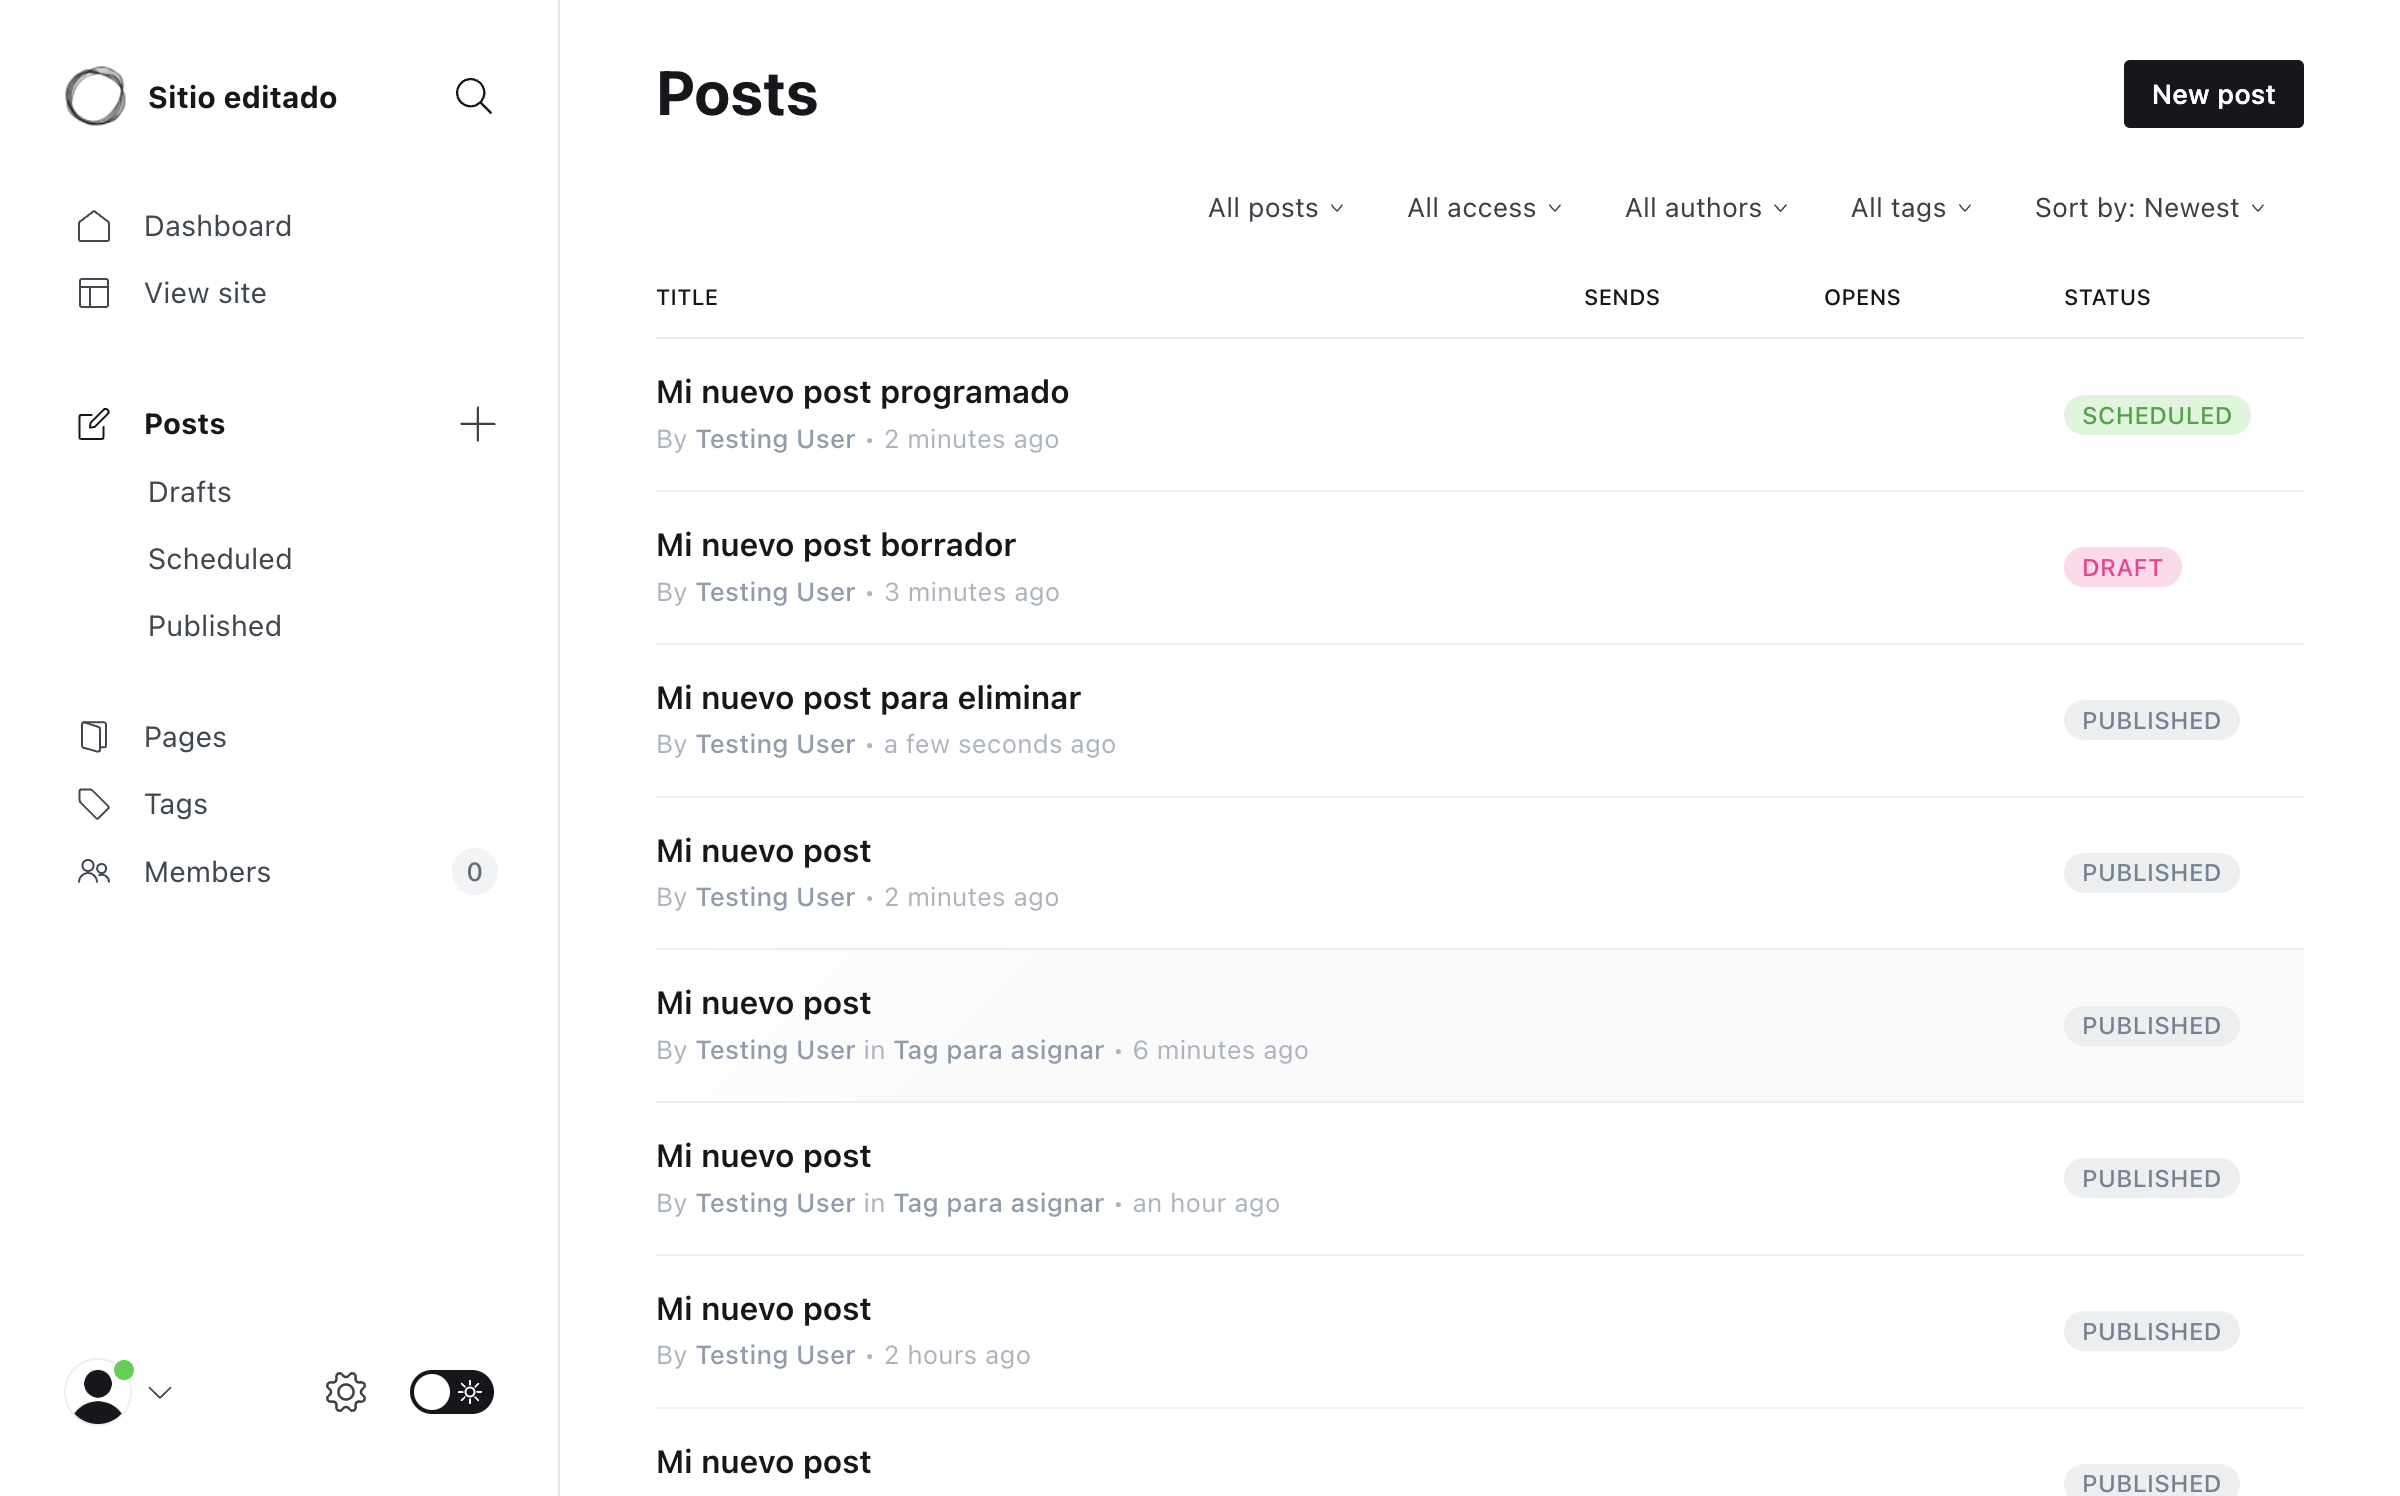 Sitio editado
Dashboard
View site
Posts
Drafts
Scheduled
Published
Pages
Tags
Members 0
Posts
New post
All posts All access All authors All tags Sort by: Newest
TITLE SENDS OPENS STATUS
Mi nuevo post programado
By Testing User • 2 minutes ago
SCHEDULED
Mi nuevo post borrador
By Testing User • 3 minutes ago
DRAFT
Mi nuevo post para eliminar
By Testing User • a few seconds ago
PUBLISHED
Mi nuevo post
By Testing User • 2 minutes ago
PUBLISHED
Mi nuevo post
By Testing User in Tag para asignar • 6 minutes ago
PUBLISHED
Mi nuevo post
By Testing User in Tag para asignar • an hour ago
PUBLISHED
Mi nuevo post
By Testing User • 2 hours ago
PUBLISHED
Mi nuevo post
PUBLISHED